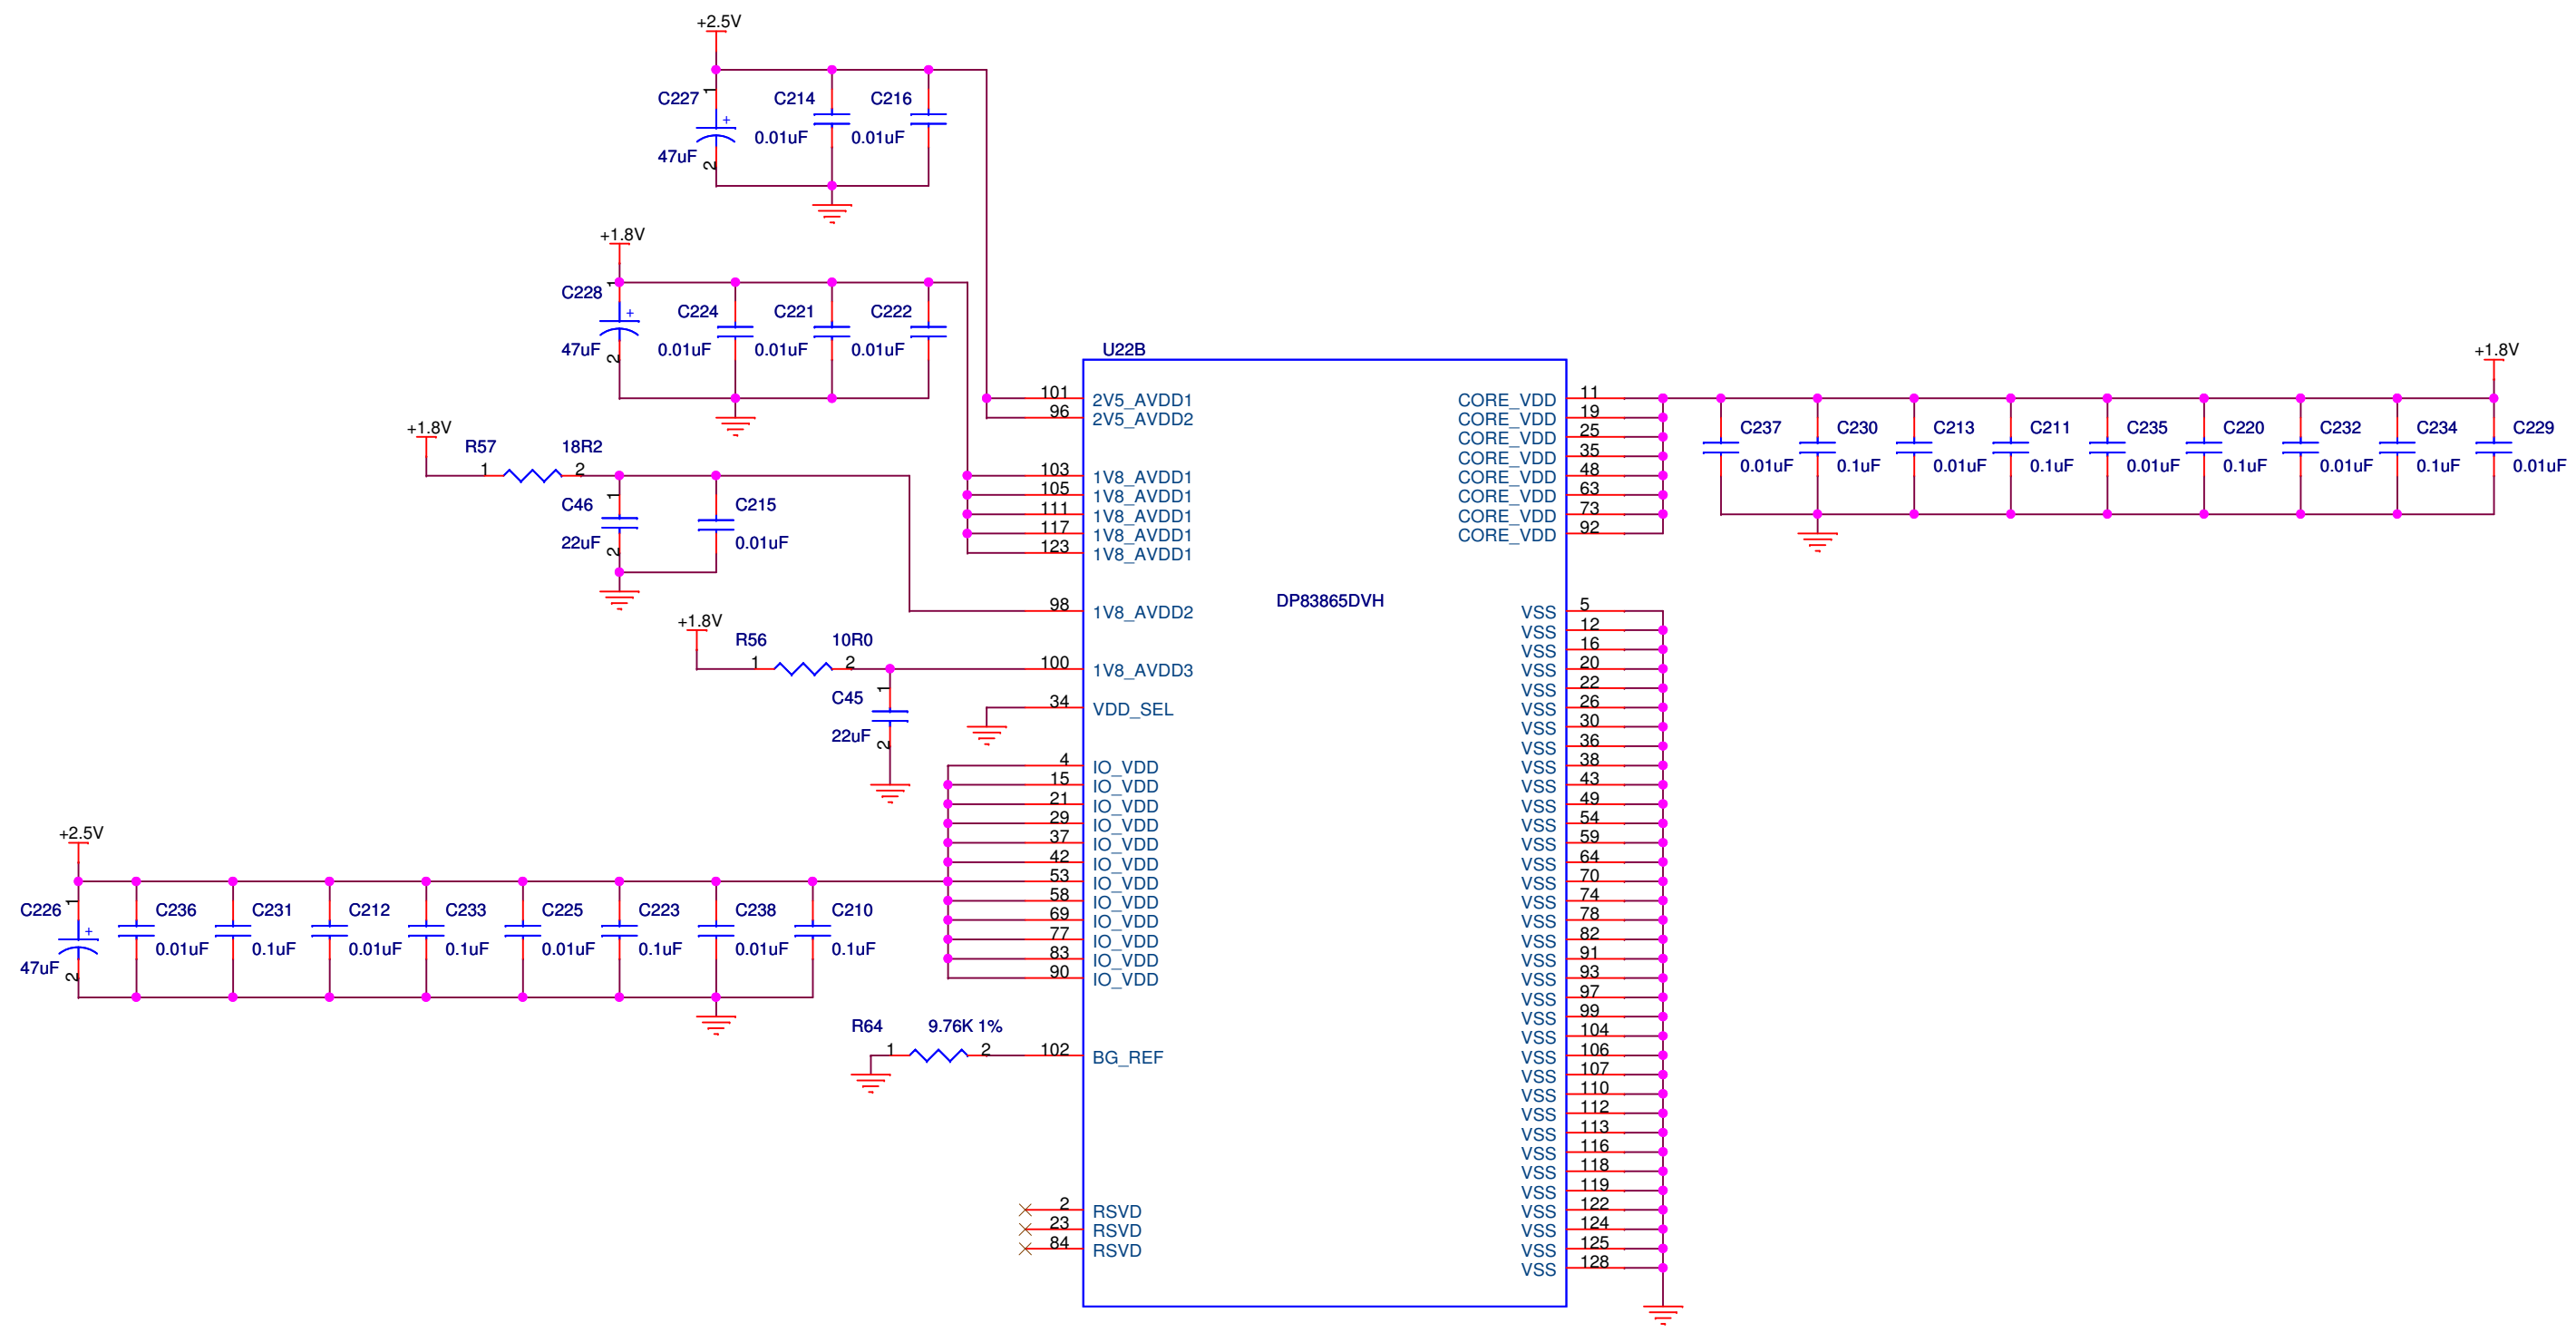 +2.5V
C227 1 C214 C216
+
0.01uF 0.01uF
47uF 2
+1.8V
C228 1
C224 C221 C222
+
47uF 2 0.01uF 0.01uF 0.01uF
+1.8V
R57 18R2
1 2
C46 1 C215
22uF 2 0.01uF
+1.8V
R56 10R0
1 2
C45 1
22uF 2
+2.5V
C226 1 C236 C231 C212 C233 C225 C223 C238 C210
+
0.01uF 0.1uF 0.01uF 0.1uF 0.01uF 0.1uF 0.01uF 0.1uF
47uF 2
R64 9.76K 1%
1 2
U22B
DP83865DVH
101 2V5_AVDD1
96 2V5_AVDD2
103 1V8_AVDD1
105 1V8_AVDD1
111 1V8_AVDD1
117 1V8_AVDD1
123 1V8_AVDD1
98 1V8_AVDD2
100 1V8_AVDD3
34 VDD_SEL
4 IO_VDD
15 IO_VDD
21 IO_VDD
29 IO_VDD
37 IO_VDD
42 IO_VDD
53 IO_VDD
58 IO_VDD
69 IO_VDD
77 IO_VDD
83 IO_VDD
90 IO_VDD
102 BG_REF
2 RSVD
23 RSVD
84 RSVD
CORE_VDD 11
CORE_VDD 19
CORE_VDD 25
CORE_VDD 35
CORE_VDD 48
CORE_VDD 63
CORE_VDD 73
CORE_VDD 92
VSS 5
VSS 12
VSS 16
VSS 20
VSS 22
VSS 26
VSS 30
VSS 36
VSS 38
VSS 43
VSS 49
VSS 54
VSS 59
VSS 64
VSS 70
VSS 74
VSS 78
VSS 82
VSS 91
VSS 93
VSS 97
VSS 99
VSS 104
VSS 106
VSS 107
VSS 110
VSS 112
VSS 113
VSS 116
VSS 118
VSS 119
VSS 122
VSS 124
VSS 125
VSS 128
+1.8V
C237 C230 C213 C211 C235 C220 C232 C234 C229
0.01uF 0.1uF 0.01uF 0.1uF 0.01uF 0.1uF 0.01uF 0.1uF 0.01uF